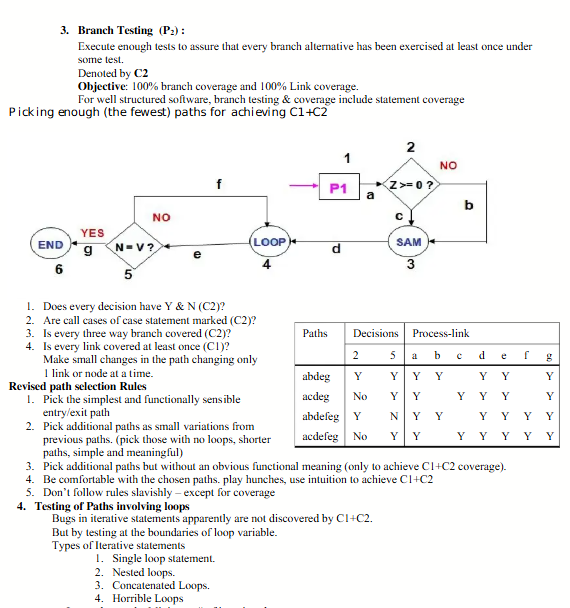 3. Branch Testing (P2) :
Execute enough tests to assure that every branch alternative has been exercised at least once under
some test.
Denoted by C2
Objective: 100% branch coverage and 100% Link coverage.
For well structured software, branch testing & coverage include statement coverage
Picking enough (the fewest) paths for achieving C1+C2
2
1
NO
f
P1
Z >= 0 ?
a
b
NO
c
YES
END
g
N = V ?
e
LOOP
d
SAM
6
5
4
3
1. Does every decision have Y & N (C2)?
2. Are call cases of case statement marked (C2)?
3. Is every three way branch covered (C2)?
4. Is every link covered at least once (C1)?
Make small changes in the path changing only
1 link or node at a time.
Paths Decisions Process-link
2 5 a b c d e f g
abdeg Y Y Y Y Y Y Y
acdeg No Y Y Y Y Y Y
abdefeg Y N Y Y Y Y Y Y
acdefeg No Y Y Y Y Y Y Y
Revised path selection Rules
1. Pick the simplest and functionally sensible
entry/exit path
2. Pick additional paths as small variations from
previous paths. (pick those with no loops, shorter
paths, simple and meaningful)
3. Pick additional paths but without an obvious functional meaning (only to achieve C1+C2 coverage).
4. Be comfortable with the chosen paths. play hunches, use intuition to achieve C1+C2
5. Don't follow rules slavishly – except for coverage
4. Testing of Paths involving loops
Bugs in iterative statements apparently are not discovered by C1+C2.
But by testing at the boundaries of loop variable.
Types of Iterative statements
1. Single loop statement.
2. Nested loops.
3. Concatenated Loops.
4. Horrible Loops